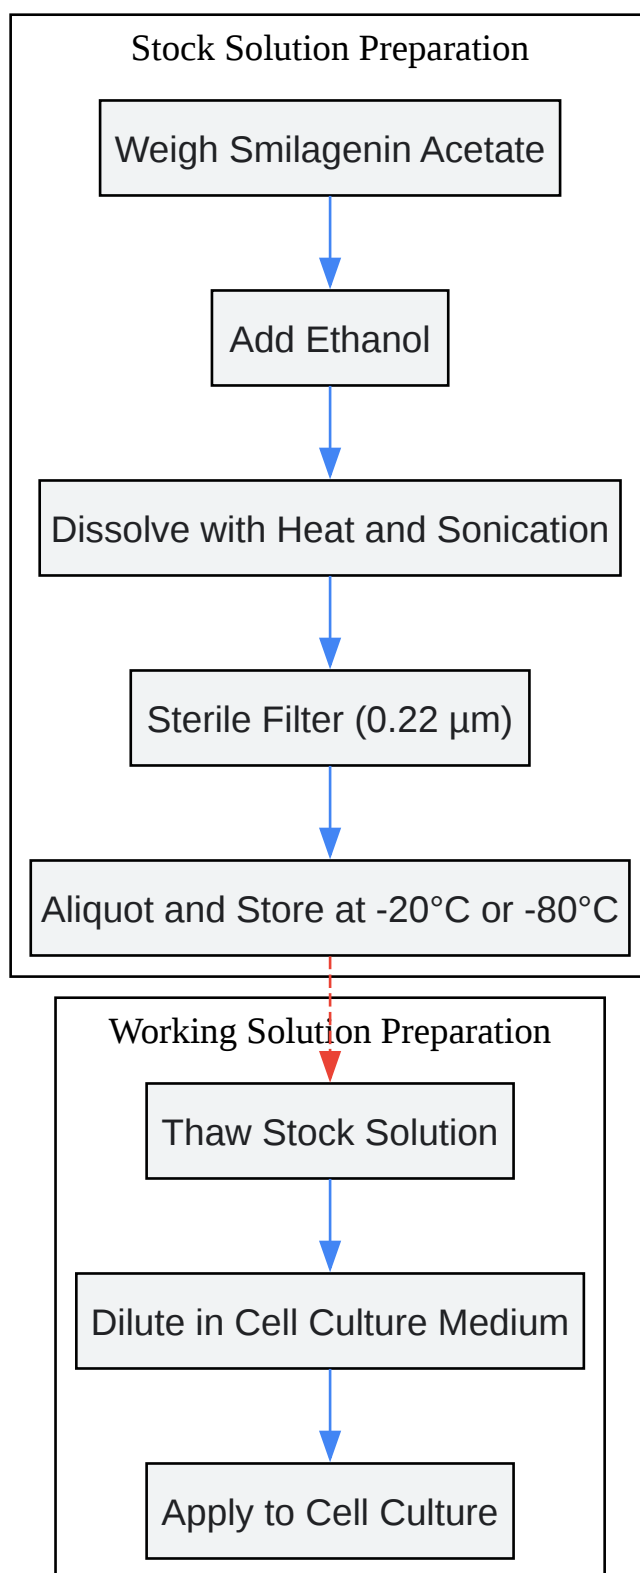 Stock Solution Preparation
Weigh Smilagenin Acetate
Add Ethanol
Dissolve with Heat and Sonication
Sterile Filter (0.22 µm)
Aliquot and Store at -20°C or -80°C
Working Solution Preparation
Thaw Stock Solution
Dilute in Cell Culture Medium
Apply to Cell Culture